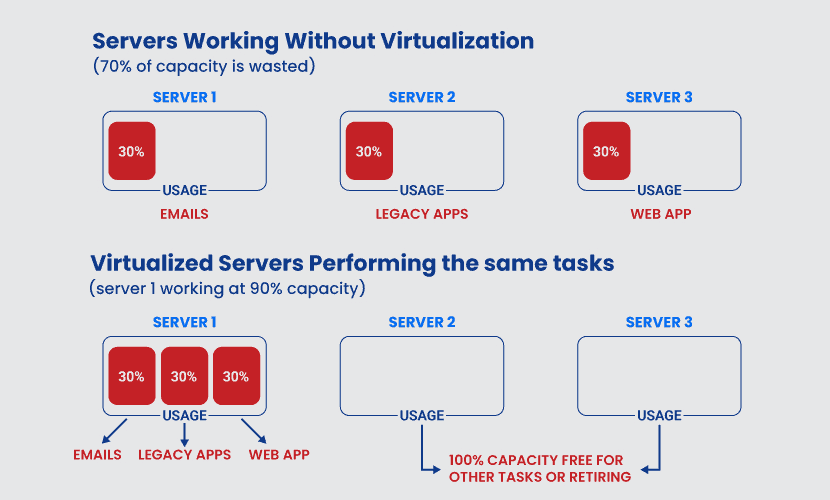 Servers Working Without Virtualization
(70% of capacity is wasted)
SERVER 1 SERVER 2 SERVER 3
30% 30% 30%
USAGE USAGE USAGE
EMAILS LEGACY APPS WEB APP
Virtualized Servers Performing the same tasks
(server 1 working at 90% capacity)
SERVER 1 SERVER 2 SERVER 3
30% 30% 30%
USAGE USAGE USAGE
EMAILS LEGACY APPS WEB APP
100% CAPACITY FREE FOR
OTHER TASKS OR RETIRING